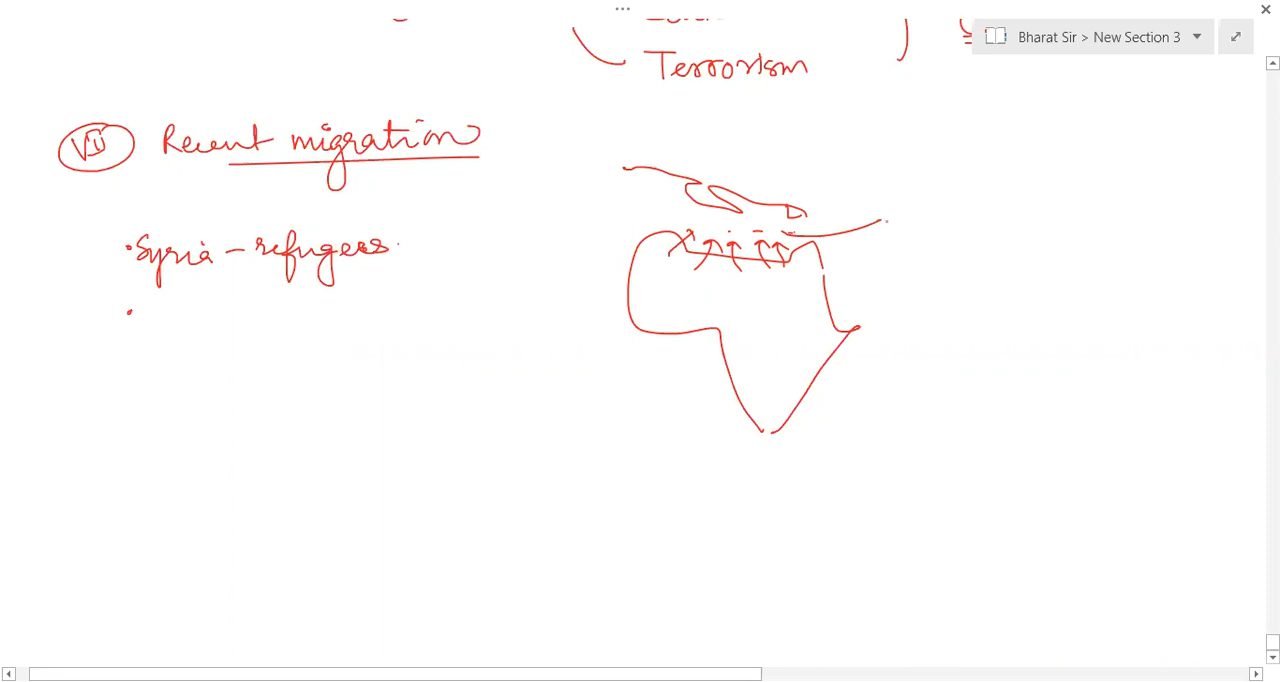 Bharat Sir > New Section 3
Terrorism
VII Recent migration
• Syria – refugees
•